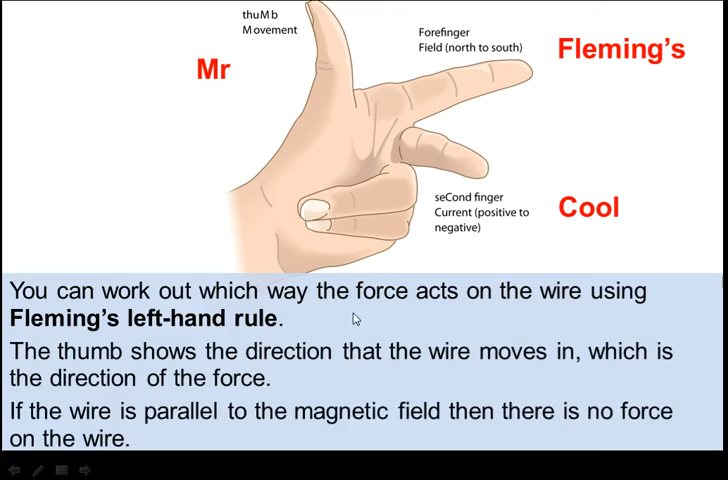 thuMb
Movement
Mr
Forefinger
Field (north to south)
Fleming's
seCond finger
Current (positive to
negative)
Cool
You can work out which way the force acts on the wire using
Fleming's left-hand rule.
The thumb shows the direction that the wire moves in, which is
the direction of the force.
If the wire is parallel to the magnetic field then there is no force
on the wire.